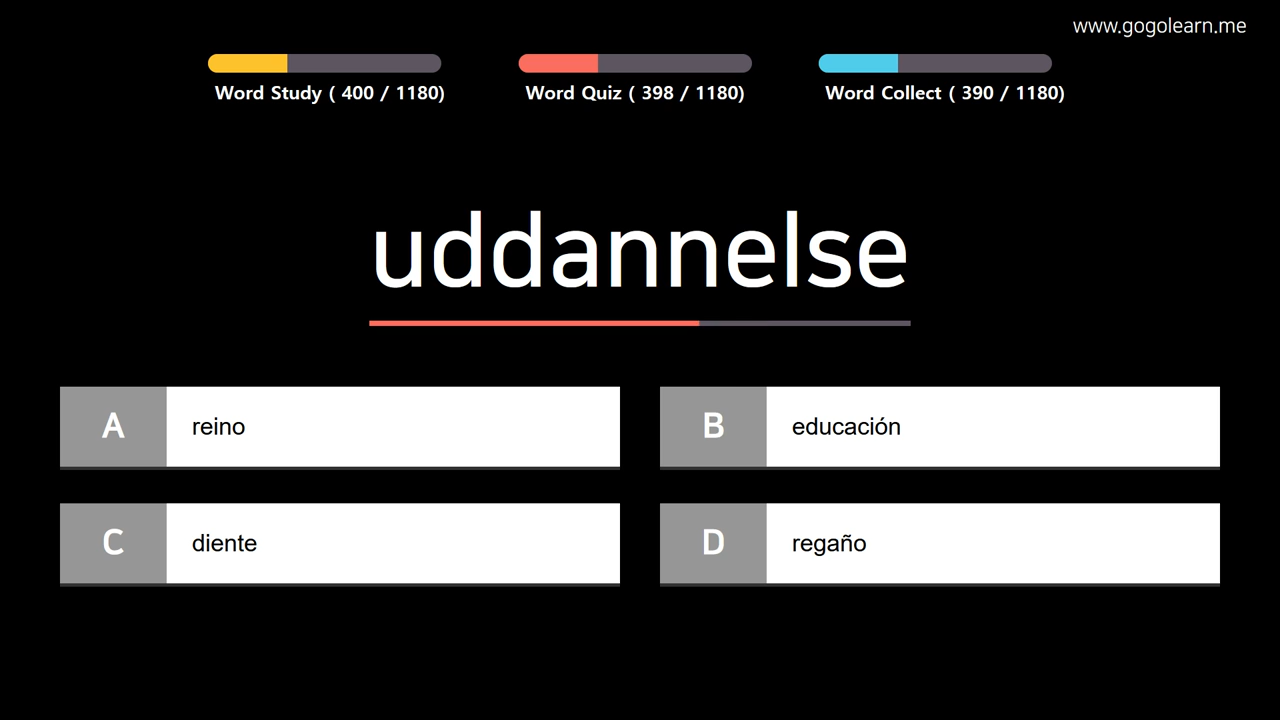 www.gogolearn.me
Word Study ( 400 / 1180)
Word Quiz ( 398 / 1180)
Word Collect ( 390 / 1180)
uddannelse
A reino
B educación
C diente
D regaño